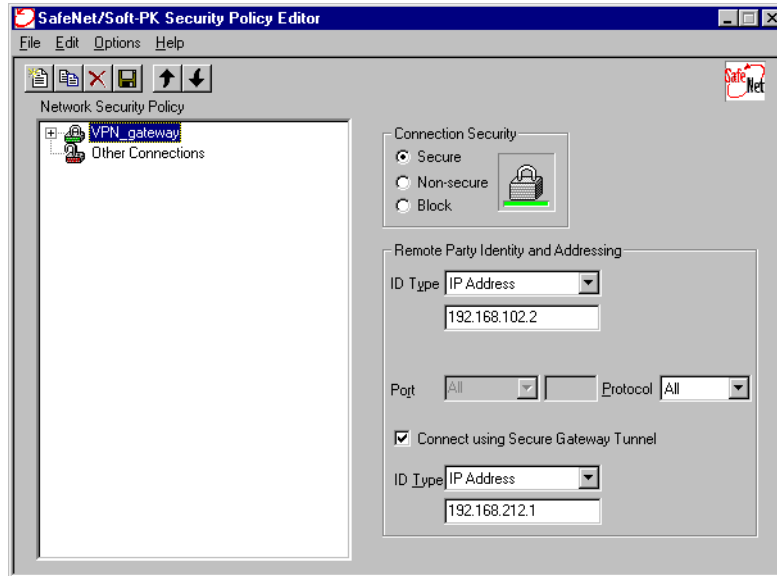 SafeNet/Soft-PK Security Policy Editor
File Edit Options Help
Safe Net
Network Security Policy
VPN_gateway
Other Connections
Connection Security
Secure
Non-secure
Block
Remote Party Identity and Addressing
ID Type IP Address
192.168.102.2
Port All Protocol All
Connect using Secure Gateway Tunnel
ID Type IP Address
192.168.212.1